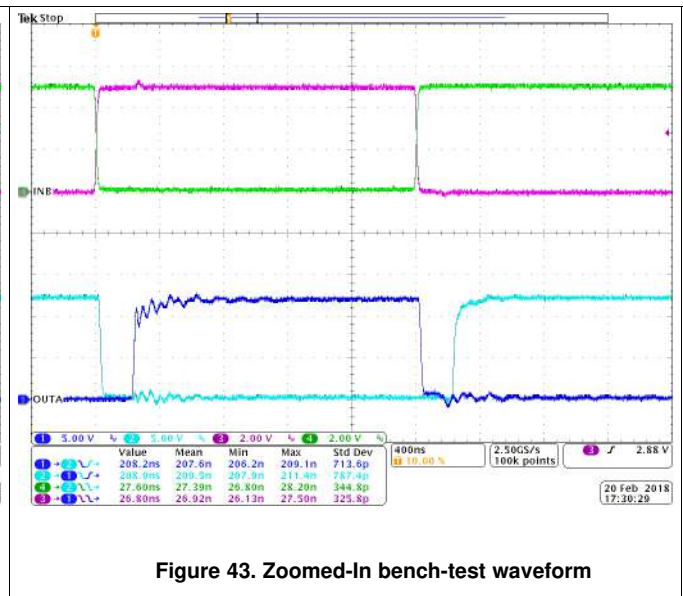 Tek Stop
INB
OUTA
1 5.00 V 2 5.00 V 3 2.00 V 4 2.00 V
400ns
10.00 %
2.50GS/s
100k points
3 2.88 V
Value Mean Min Max Std Dev
208.2ns 207.6n 206.2n 209.1n 713.6p
208.9ns 209.5n 207.9n 211.4n 787.4p
27.60ns 27.39n 26.80n 28.20n 344.8p
26.80ns 26.92n 26.13n 27.50n 325.8p
20 Feb 2018
17:30:29
Figure 43. Zoomed-In bench-test waveform